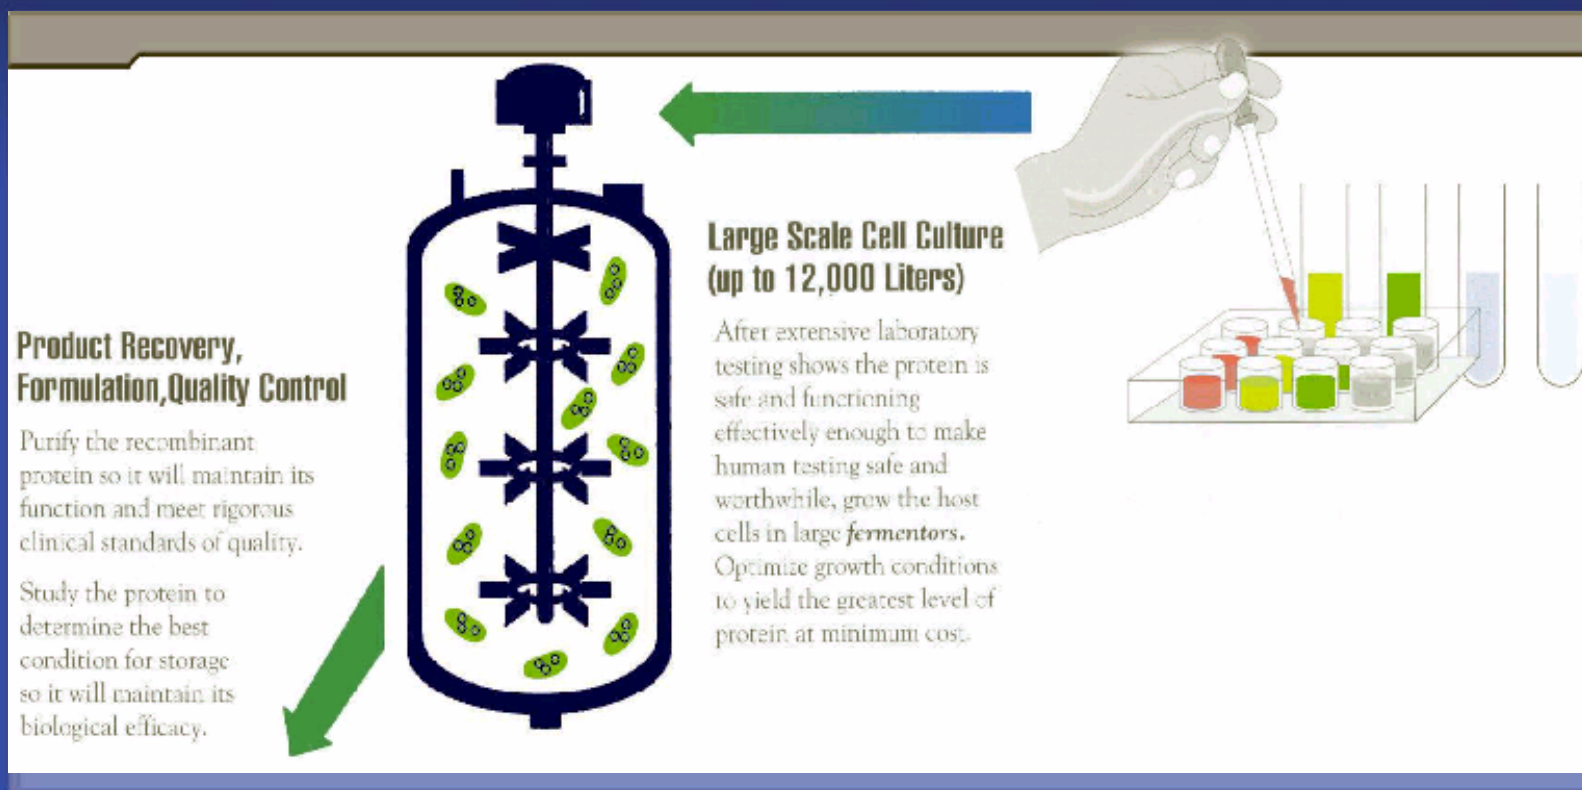 Product Recovery,
Formulation,Quality Control
Purify the recombinant
protein so it will maintain its
function and meet rigorous
clinical standards of quality.
Study the protein to
determine the best
condition for storage
so it will maintain its
biological efficacy.
Large Scale Cell Culture
(up to 12,000 Liters)
After extensive laboratory
testing shows the protein is
safe and functioning
effectively enough to make
human testing safe and
worthwhile, grow the host
cells in large fermentors.
Optimize growth conditions
to yield the greatest level of
protein at minimum cost.